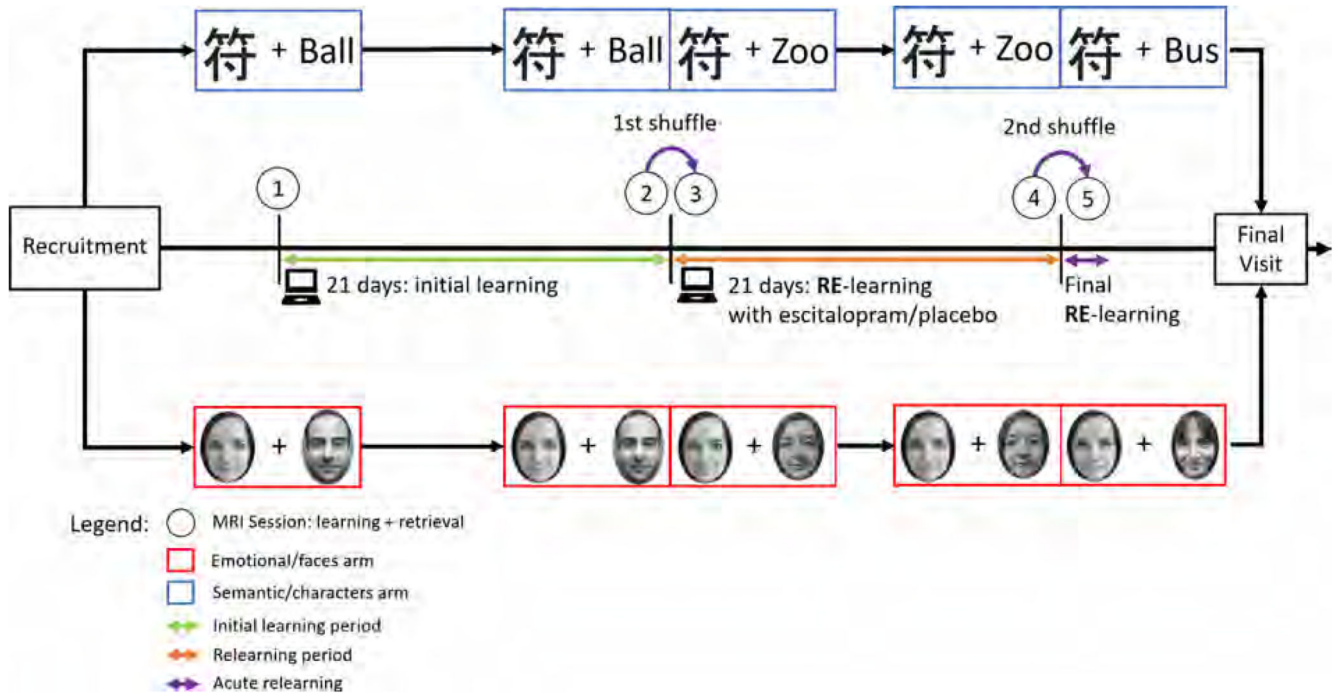 符 + Ball
符 + Ball
符 + Zoo
符 + Zoo
符 + Bus
1st shuffle
2nd shuffle
1
2
3
4
5
Recruitment
Final
Visit
21 days: initial learning
21 days: RE-learning
with escitalopram/placebo
Final
RE-learning
+
+
+
+
+
Legend:
MRI Session: learning + retrieval
Emotional/faces arm
Semantic/characters arm
Initial learning period
Relearning period
Acute relearning